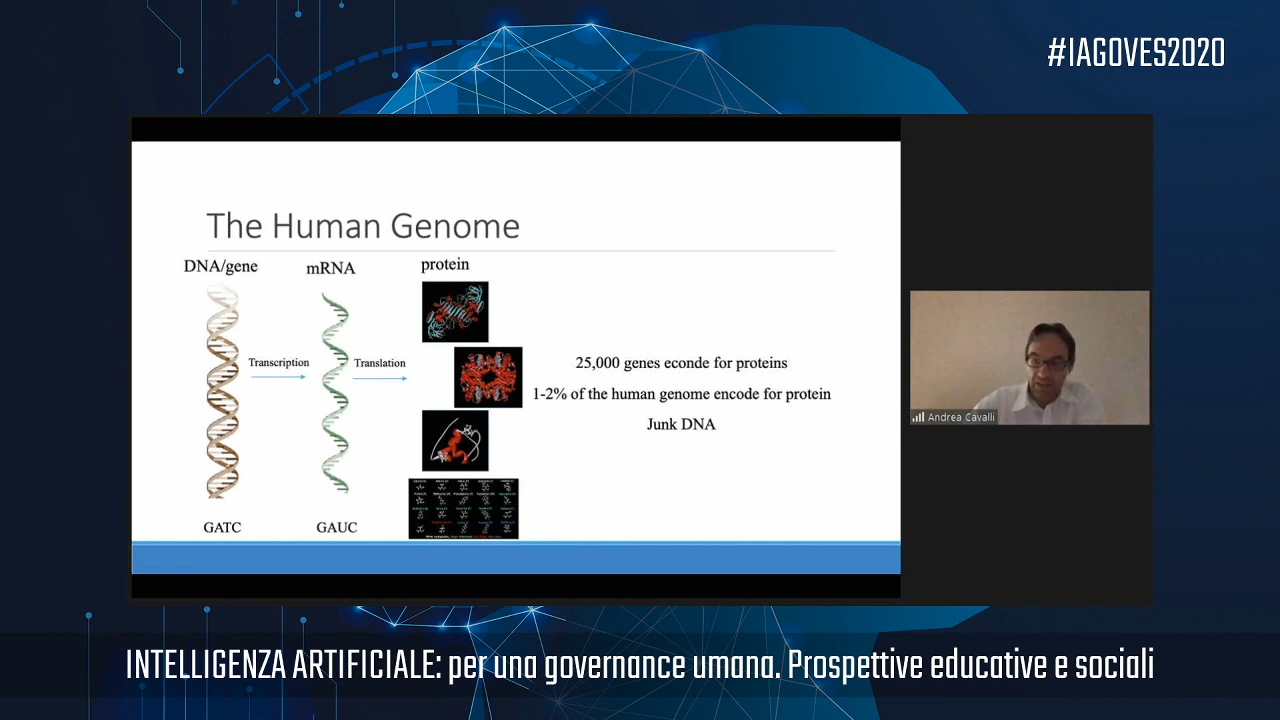 #IAGOVES2020
The Human Genome
DNA/gene
mRNA
protein
Transcription
Translation
25,000 genes econde for proteins
1-2% of the human genome encode for protein
Junk DNA
GATC
GAUC
Andrea Cavalli
INTELLIGENZA ARTIFICIALE: per una governance umana. Prospettive educative e sociali